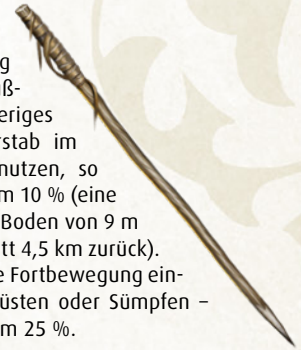 g
ß-
eriges
rstab im
nutzen, so
m 10 % (eine
Boden von 9 m
tt 4,5 km zurück).
e Fortbewegung ein-
üsten oder Sümpfen –
m 25 %.